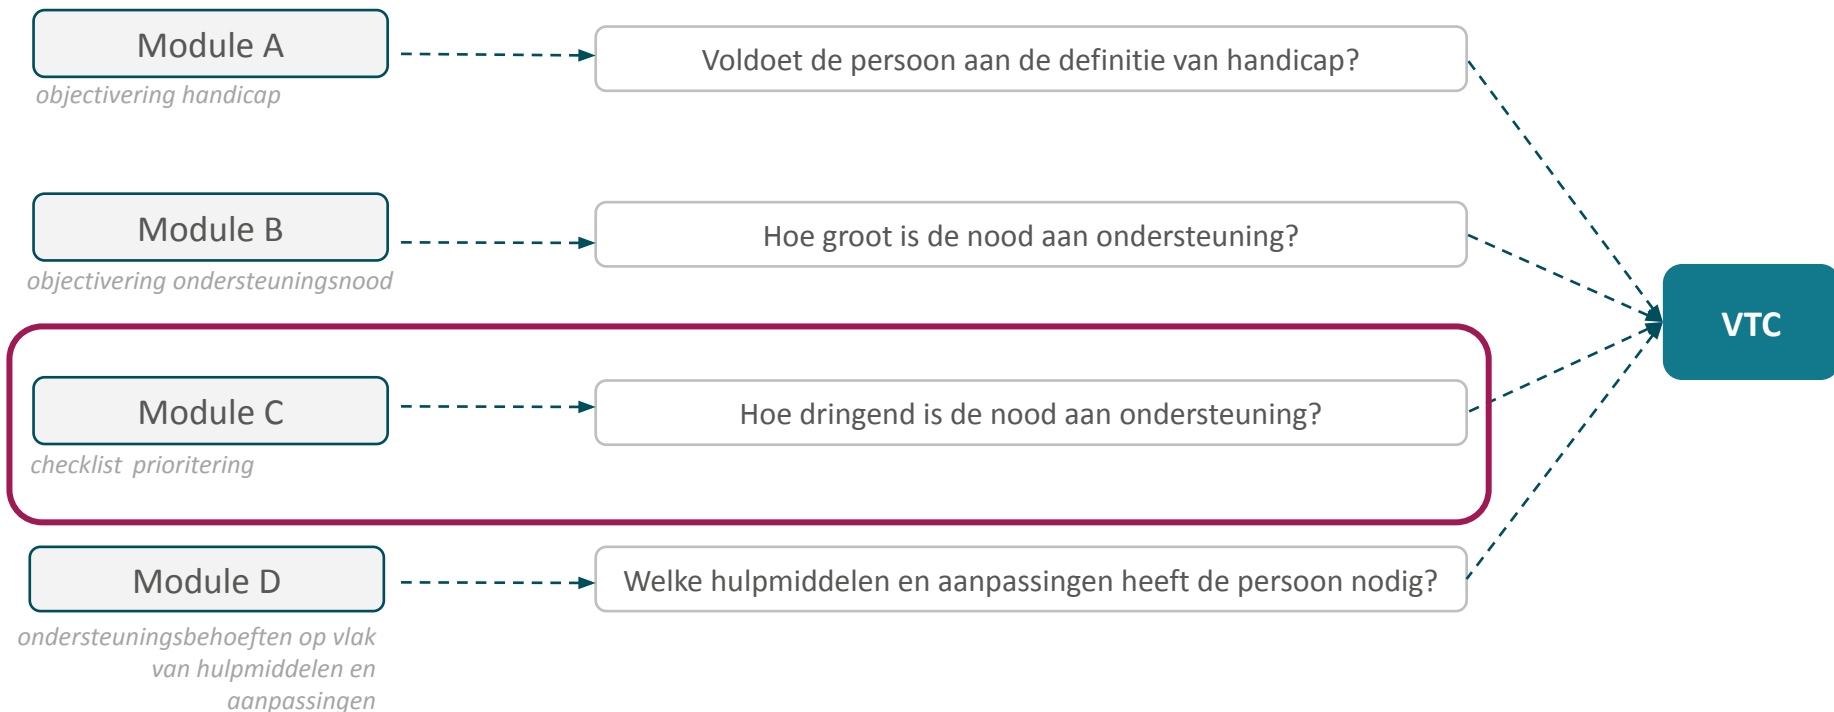 Module A
Voldoet de persoon aan de definitie van handicap?
objectivering handicap
Module B
Hoe groot is de nood aan ondersteuning?
objectivering ondersteuningsnood
VTC
Module C
Hoe dringend is de nood aan ondersteuning?
checklist prioritering
Module D
Welke hulpmiddelen en aanpassingen heeft de persoon nodig?
ondersteuningsbehoeften op vlak
van hulpmiddelen en
aanpassingen